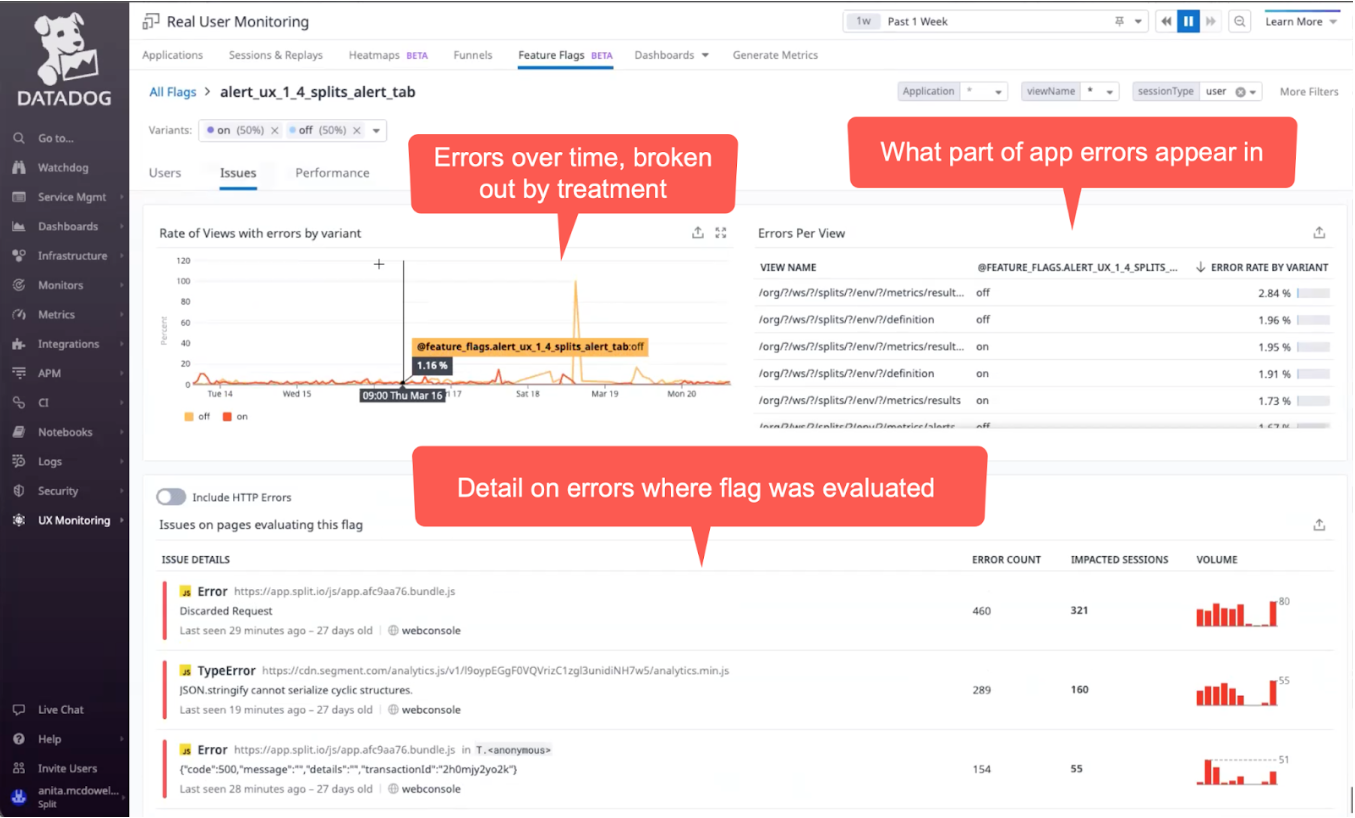 DATADOG
Go to...
Watchdog
Service Mgmt
Dashboards
Infrastructure
Monitors
Metrics
Integrations
APM
CI
Notebooks
Logs
Security
UX Monitoring
Live Chat
Help
Invite Users
anita.mcdowel...
Split
Real User Monitoring
1w Past 1 Week
Learn More
Applications Sessions & Replays Heatmaps BETA Funnels Feature Flags BETA Dashboards Generate Metrics
All Flags > alert_ux_1_4_splits_alert_tab
Application * viewName * sessionType user More Filters
Variants: on (50%) off (50%)
Users Issues Performance
Errors over time, broken
out by treatment
What part of app errors appear in
Rate of Views with errors by variant
120
100
80
60
40
20
0
Percent
@feature_flags.alert_ux_1_4_splits_alert_tab:off
1.16 %
Tue 14 Wed 15 09:00 Thu Mar 16 17 Sat 18 Mar 19 Mon 20
off on
Errors Per View
VIEW NAME @FEATURE_FLAGS.ALERT_UX_1_4_SPLITS_... ERROR RATE BY VARIANT
/org/?/ws/?/splits/?/env/?/metrics/result... off 2.84 %
/org/?/ws/?/splits/?/env/?/definition off 1.96 %
/org/?/ws/?/splits/?/env/?/metrics/result... on 1.95 %
/org/?/ws/?/splits/?/env/?/definition on 1.91 %
/org/?/ws/?/splits/?/env/?/metrics/results on 1.73 %
/org/?/ws/?/splits/?/env/?/metrics/alerts off 1.67 %
Detail on errors where flag was evaluated
Include HTTP Errors
Issues on pages evaluating this flag
ISSUE DETAILS ERROR COUNT IMPACTED SESSIONS VOLUME
JS Error https://app.split.io/js/app.afc9aa76.bundle.js
Discarded Request
Last seen 29 minutes ago – 27 days old | webconsole
460 321 80
JS TypeError https://cdn.segment.com/analytics.js/v1/l9oypEGgF0VQVrizC1zgl3unidiNH7w5/analytics.min.js
JSON.stringify cannot serialize cyclic structures.
Last seen 19 minutes ago – 27 days old | webconsole
289 160 55
JS Error https://app.split.io/js/app.afc9aa76.bundle.js in T.<anonymous>
{"code":500,"message":"","details":"","transactionId":"2h0mjy2yo2k"}
Last seen 28 minutes ago – 27 days old | webconsole
154 55 51